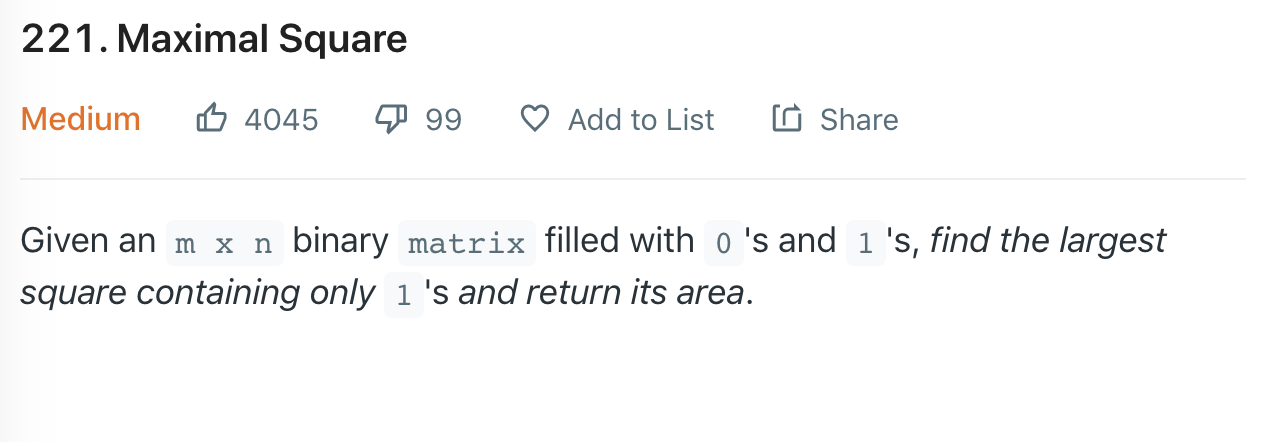 221. Maximal Square
Medium 4045 99 Add to List Share
Given an m x n binary matrix filled with 0 's and 1 's, find the largest
square containing only 1 's and return its area.